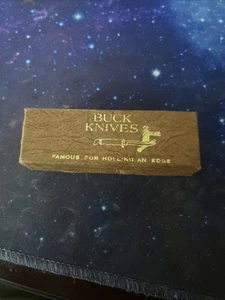 BUCK
KNIVES
FAMOUS FOR HOLDING AN EDGE